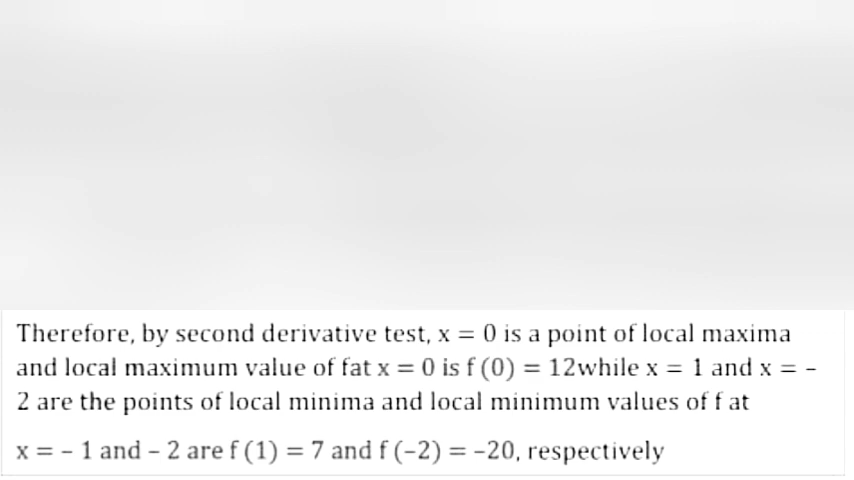 Therefore, by second derivative test, x = 0 is a point of local maxima
and local maximum value of fat x = 0 is f (0) = 12while x = 1 and x = -
2 are the points of local minima and local minimum values of f at
x = - 1 and - 2 are f (1) = 7 and f (-2) = -20, respectively